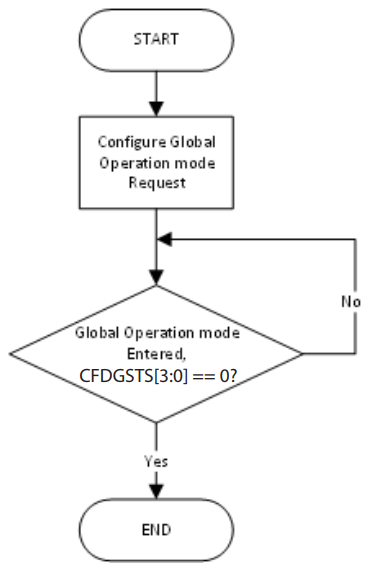 START
Configure Global
Operation mode
Request
Global Operation mode
Entered,
CFDGSTS[3:0] == 0?
No
Yes
END